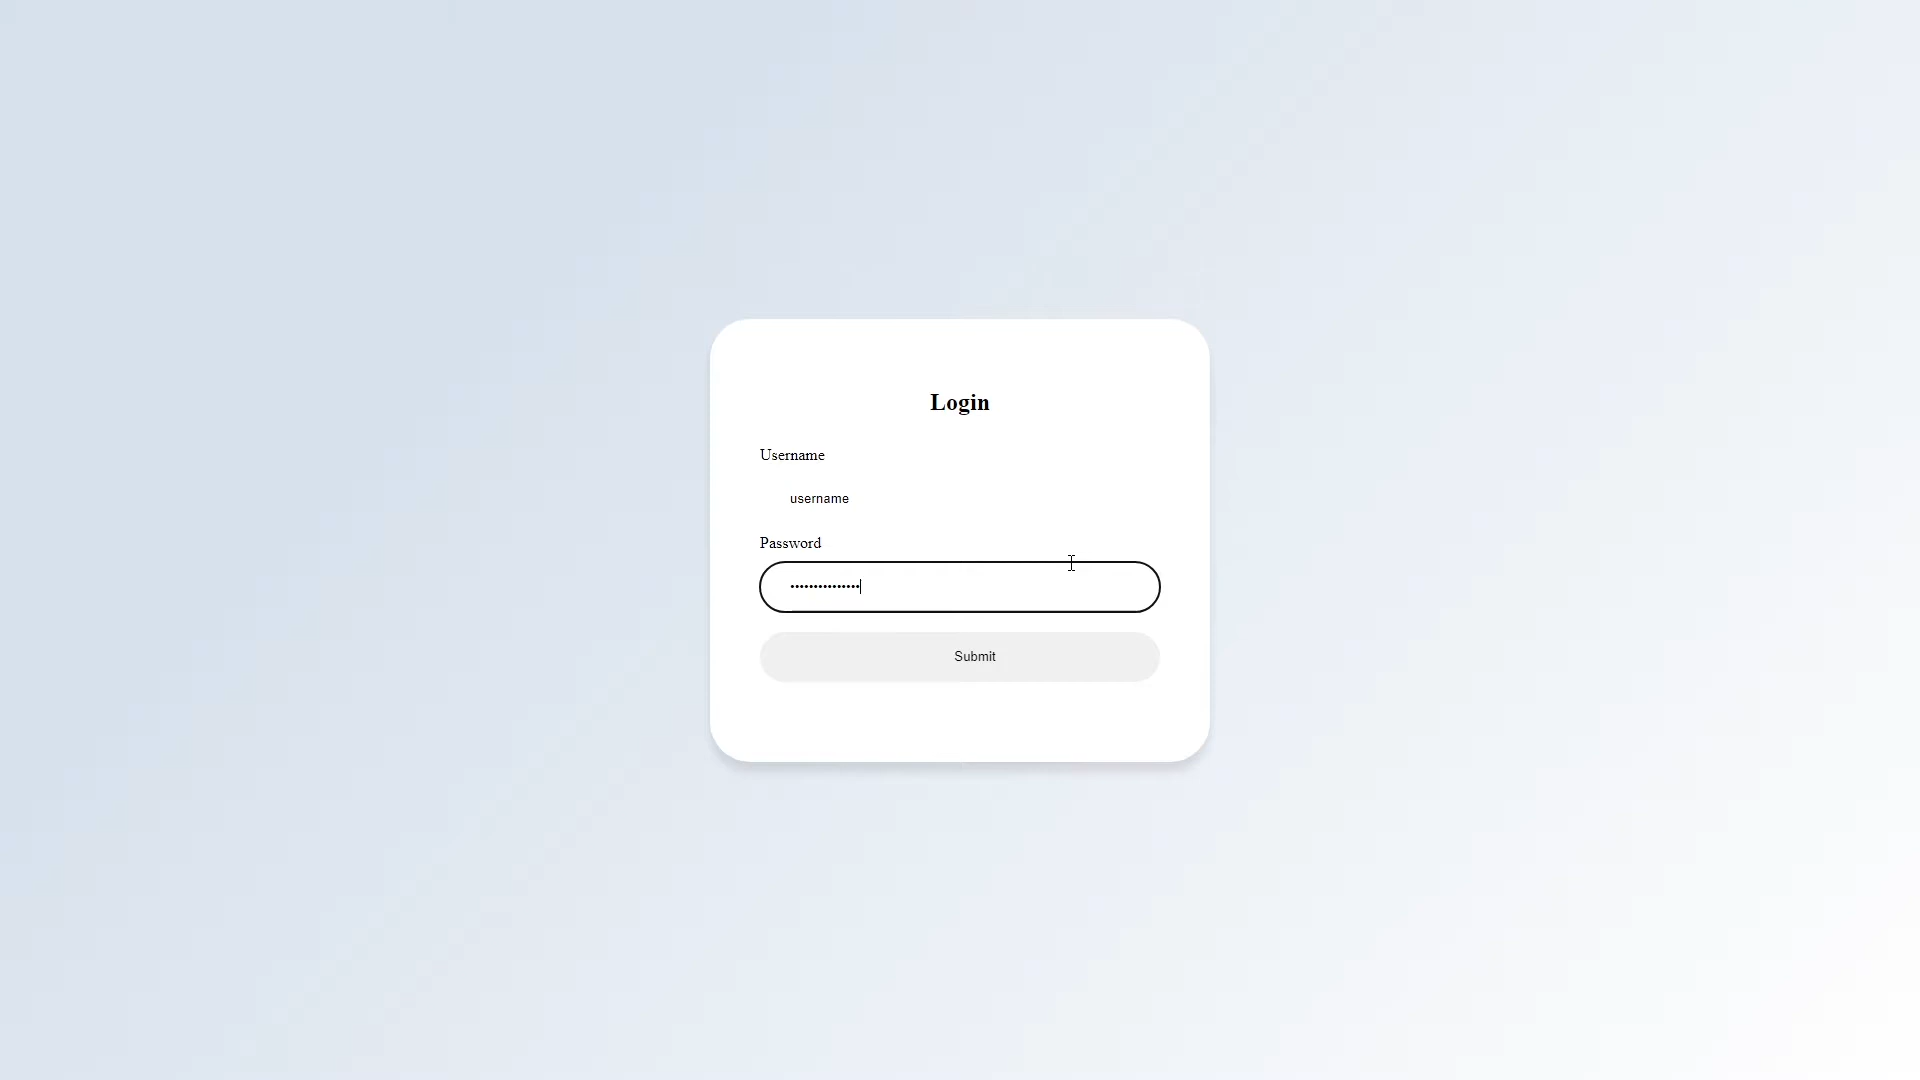 Login
Username
username
Password
•••••••••••••••
Submit